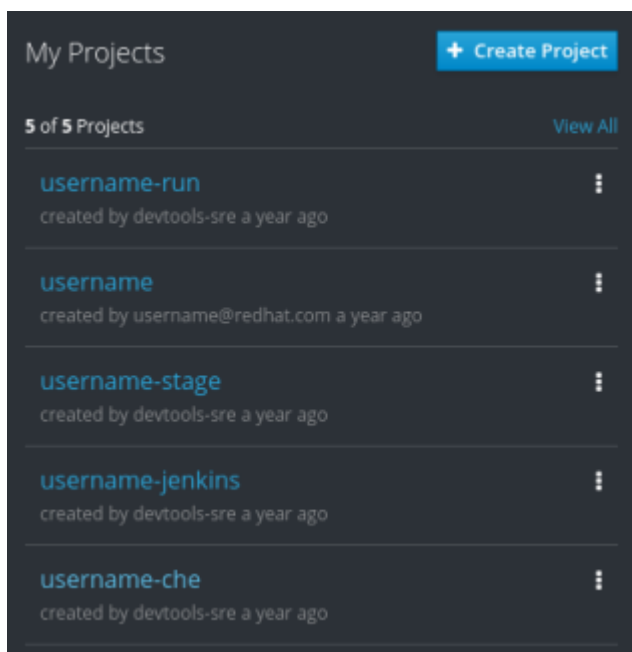 My Projects
+ Create Project
5 of 5 Projects
View All
username-run
created by devtools-sre a year ago
username
created by username@redhat.com a year ago
username-stage
created by devtools-sre a year ago
username-jenkins
created by devtools-sre a year ago
username-che
created by devtools-sre a year ago